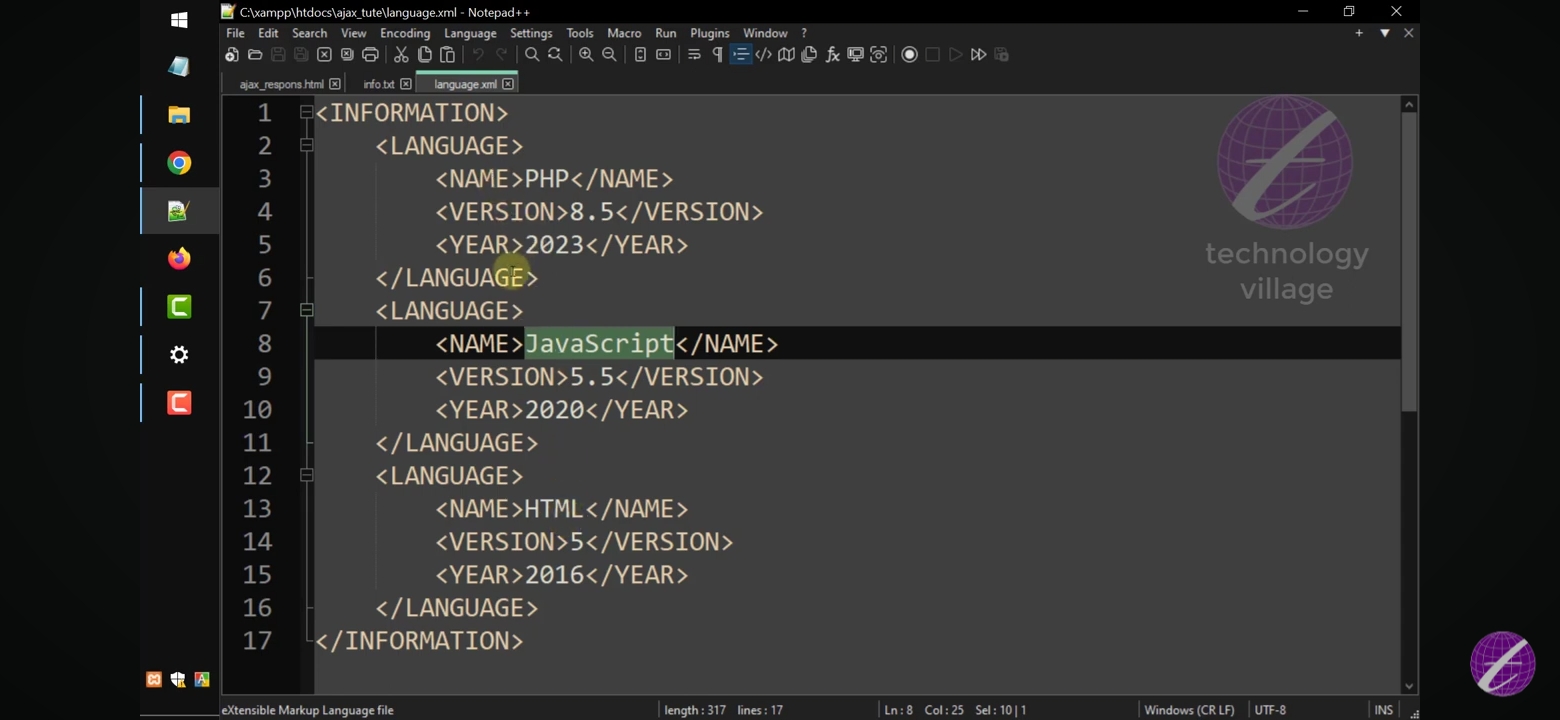 C:\xampp\htdocs\ajax_tute\language.xml - Notepad++
File Edit Search View Encoding Language Settings Tools Macro Run Plugins Window ?
ajax_respons.html info.txt language.xml
1 <INFORMATION>
2 <LANGUAGE>
3 <NAME>PHP</NAME>
4 <VERSION>8.5</VERSION>
5 <YEAR>2023</YEAR>
6 </LANGUAGE>
7 <LANGUAGE>
8 <NAME>JavaScript</NAME>
9 <VERSION>5.5</VERSION>
10 <YEAR>2020</YEAR>
11 </LANGUAGE>
12 <LANGUAGE>
13 <NAME>HTML</NAME>
14 <VERSION>5</VERSION>
15 <YEAR>2016</YEAR>
16 </LANGUAGE>
17 </INFORMATION>
technology
village
eXtensible Markup Language file length : 317 lines : 17 Ln : 8 Col : 25 Sel : 10 | 1 Windows (CR LF) UTF-8 INS